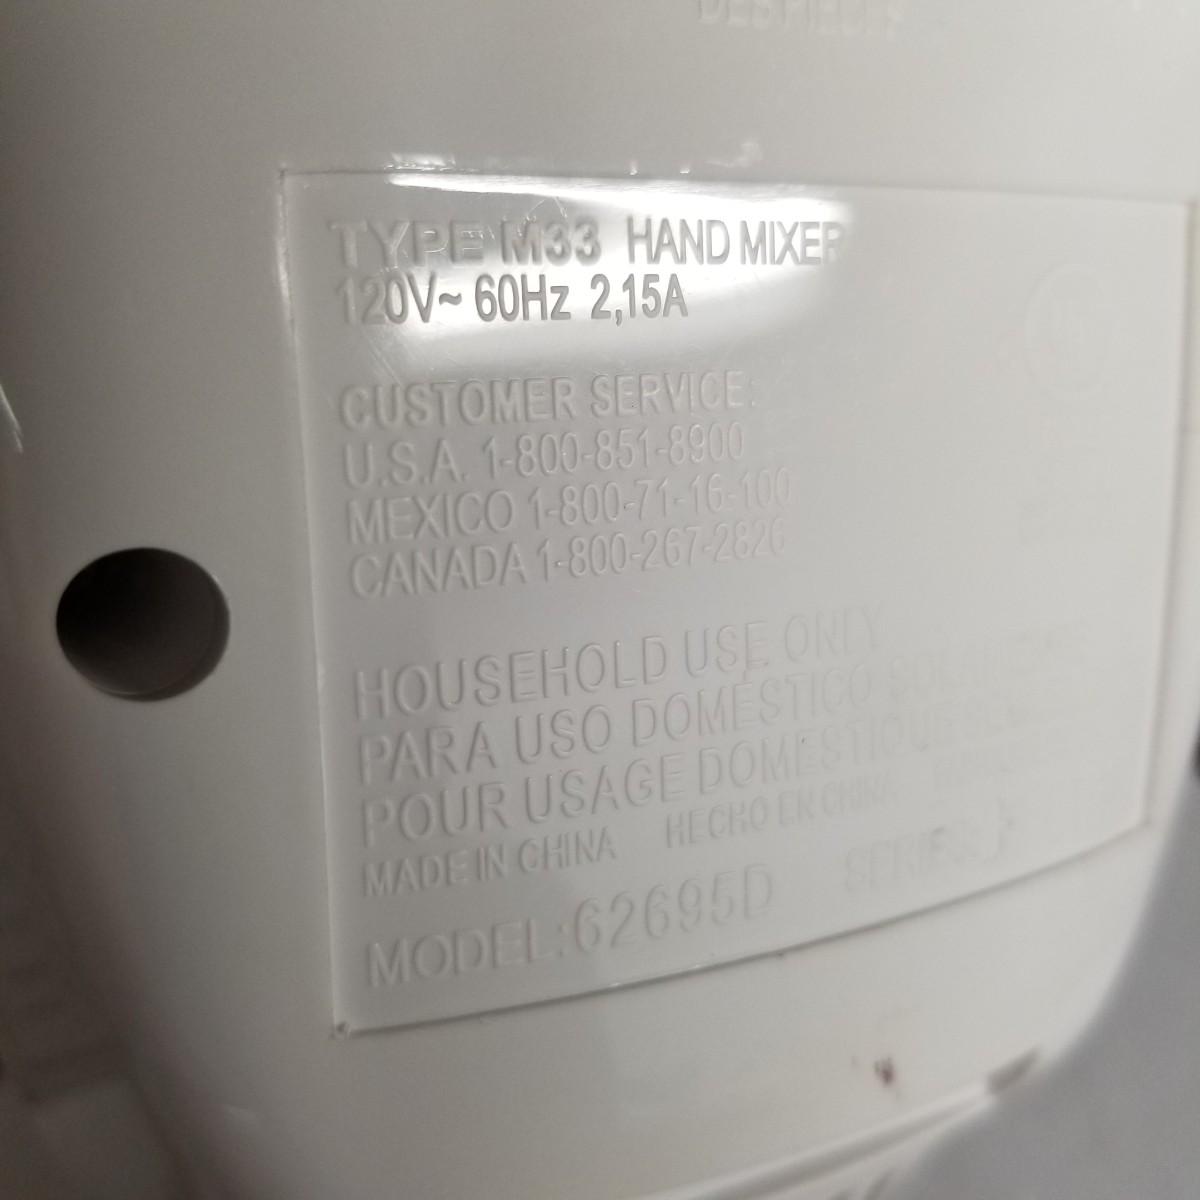 TYPE M33 HAND MIXER
120V~ 60Hz 2,15A
CUSTOMER SERVICE:
U.S.A. 1-800-851-8900
MEXICO 1-800-71-16-100
CANADA 1-800-267-2826
HOUSEHOLD USE ONLY
PARA USO DOMÉSTICO
POUR USAGE DOMESTIQUE
MADE IN CHINA HECHO EN CHINA
MODEL:62695D SERIES: